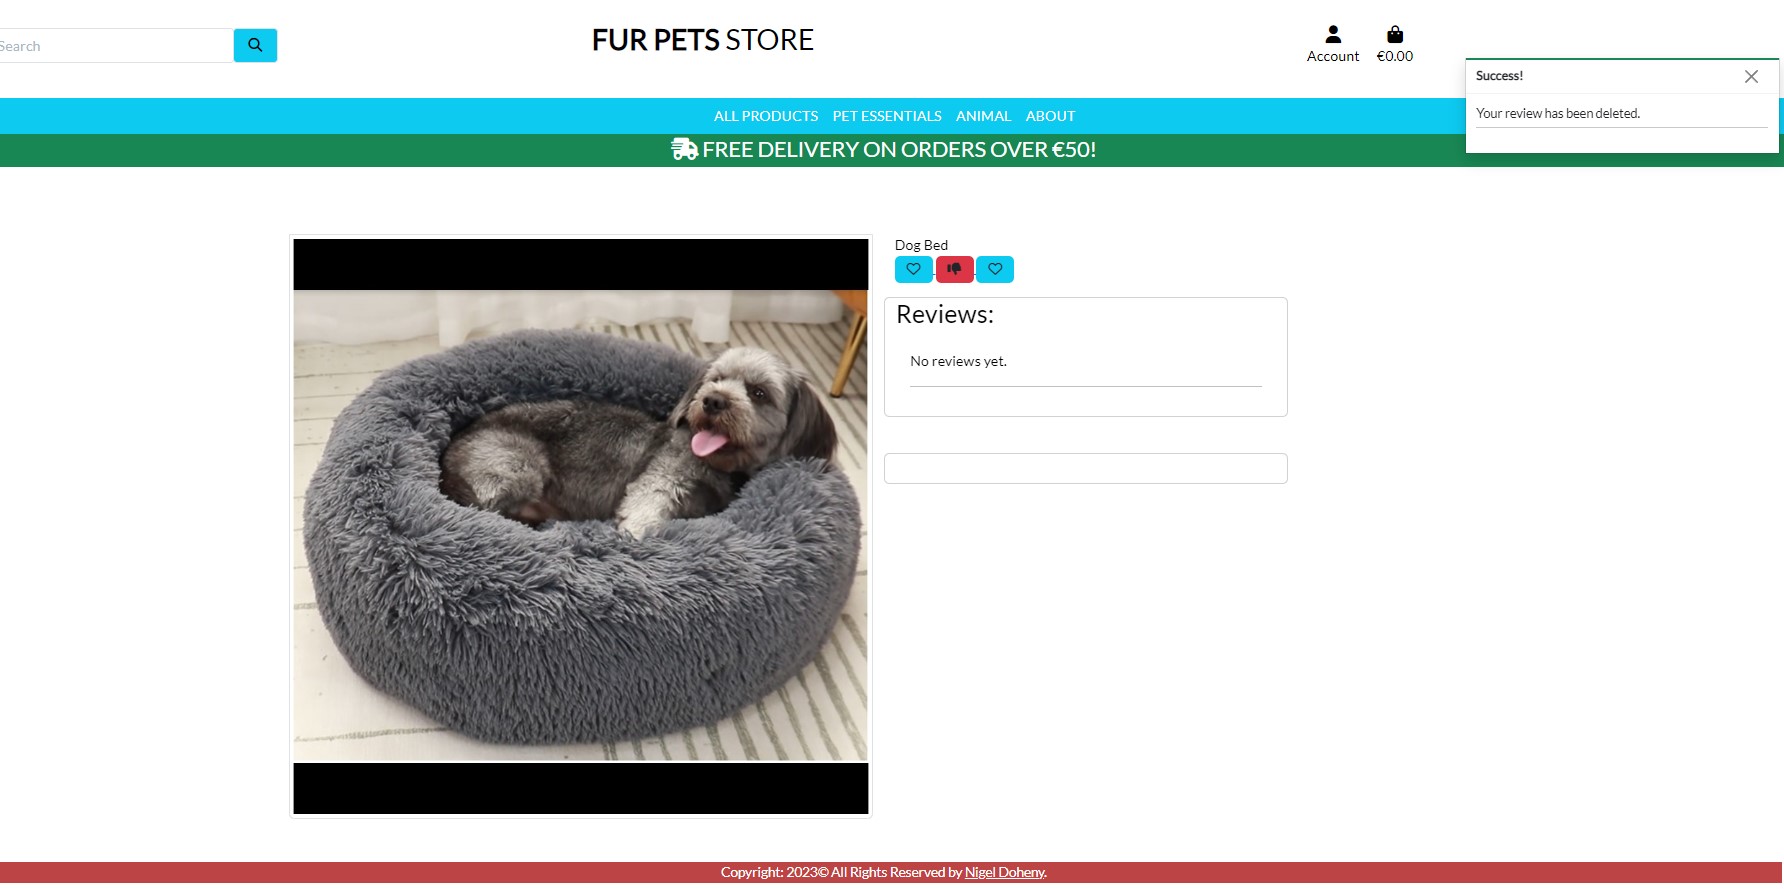 Search
FUR PETS STORE
Account
€0.00
Success!
Your review has been deleted.
ALL PRODUCTS PET ESSENTIALS ANIMAL ABOUT
FREE DELIVERY ON ORDERS OVER €50!
Dog Bed
Reviews:
No reviews yet.
Copyright: 2023© All Rights Reserved by Nigel Doheny.